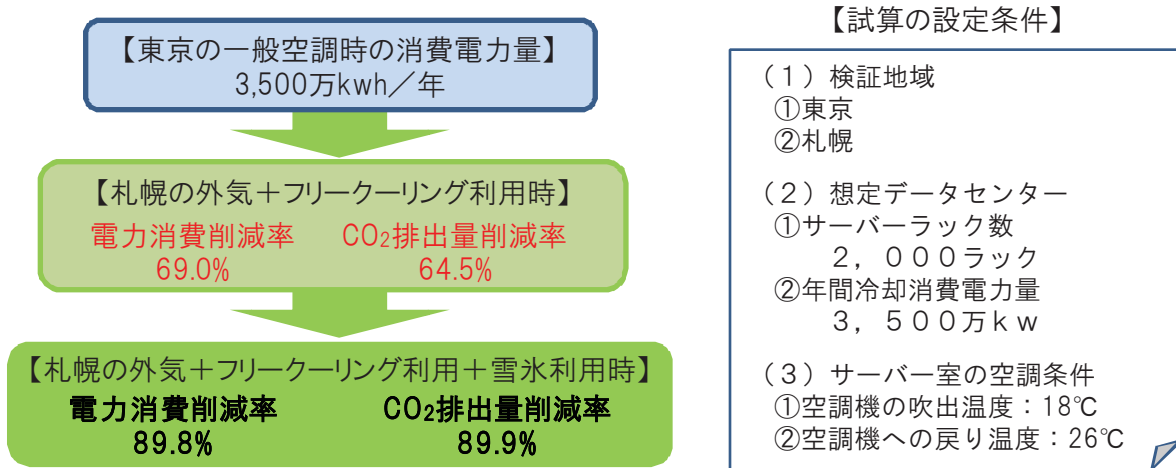 【東京の一般空調時の消費電力量】
3,500万kwh／年
【札幌の外気＋フリークーリング利用時】
電力消費削減率 CO₂排出量削減率
69.0% 64.5%
【札幌の外気＋フリークーリング利用＋雪氷利用時】
電力消費削減率 CO₂排出量削減率
89.8% 89.9%
【試算の設定条件】
（１）検証地域
①東京
②札幌
（２）想定データセンター
①サーバーラック数
２，０００ラック
②年間冷却消費電力量
３，５００万ｋｗ
（３）サーバー室の空調条件
①空調機の吹出温度：18℃
②空調機への戻り温度：26℃